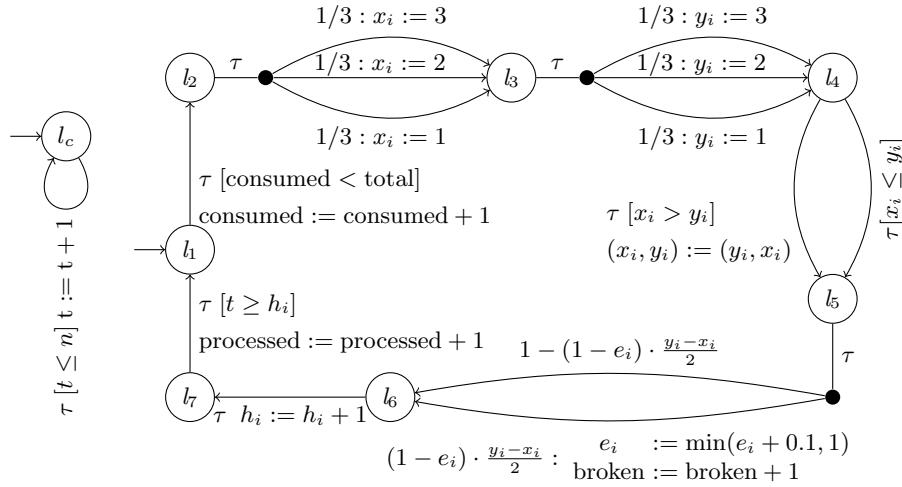 1/3 : x_i := 3
1/3 : y_i := 3
l_2
τ
1/3 : x_i := 2
l_3
τ
1/3 : y_i := 2
l_4
1/3 : x_i := 1
1/3 : y_i := 1
l_c
τ [t ≤ n] t := t + 1
τ [consumed < total]
consumed := consumed + 1
τ [x_i > y_i]
(x_i, y_i) := (y_i, x_i)
τ [x_i ≤ y_i]
l_1
l_5
τ [t ≥ h_i]
processed := processed + 1
τ
1 − (1 − e_i) · \frac{y_i−x_i}{2}
l_7
τ h_i := h_i + 1
l_6
(1 − e_i) · \frac{y_i−x_i}{2} : e_i := min(e_i + 0.1, 1)
broken := broken + 1